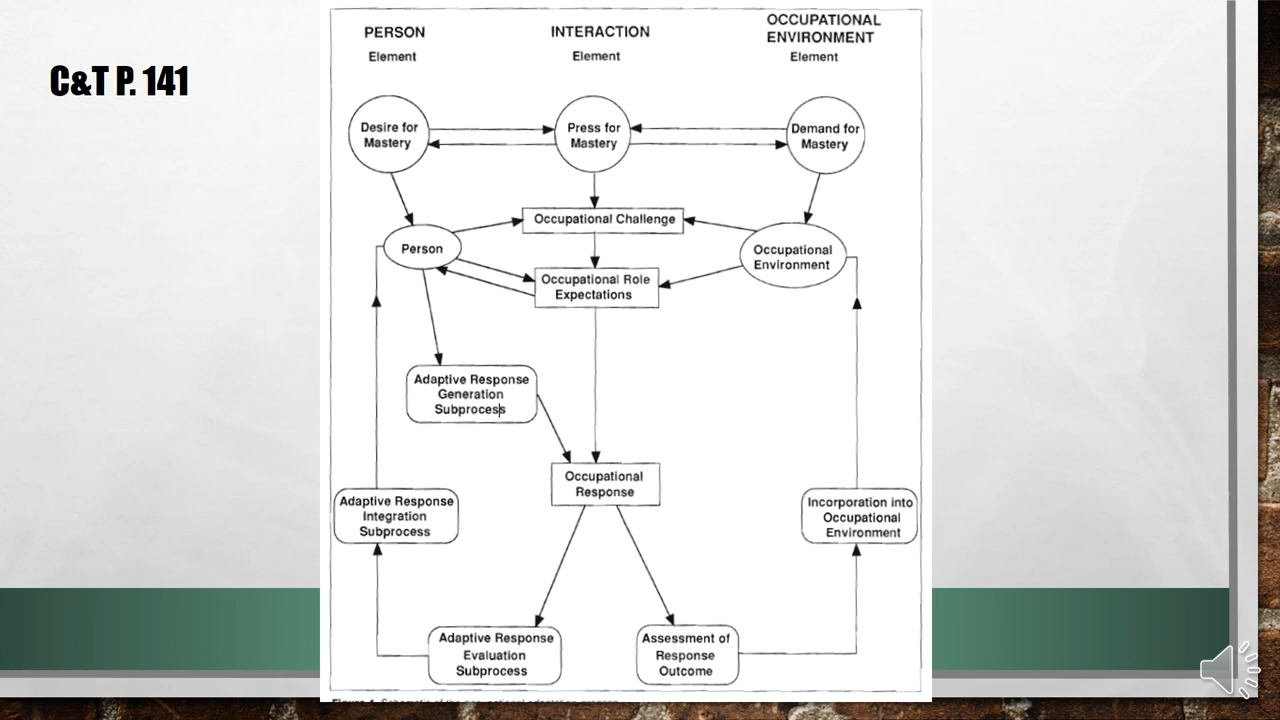 C&T P. 141
PERSON
Element
INTERACTION
Element
OCCUPATIONAL
ENVIRONMENT
Element
Desire for
Mastery
Press for
Mastery
Demand for
Mastery
Occupational Challenge
Person
Occupational
Environment
Occupational Role
Expectations
Adaptive Response
Generation
Subprocess
Occupational
Response
Adaptive Response
Integration
Subprocess
Incorporation into
Occupational
Environment
Adaptive Response
Evaluation
Subprocess
Assessment of
Response
Outcome